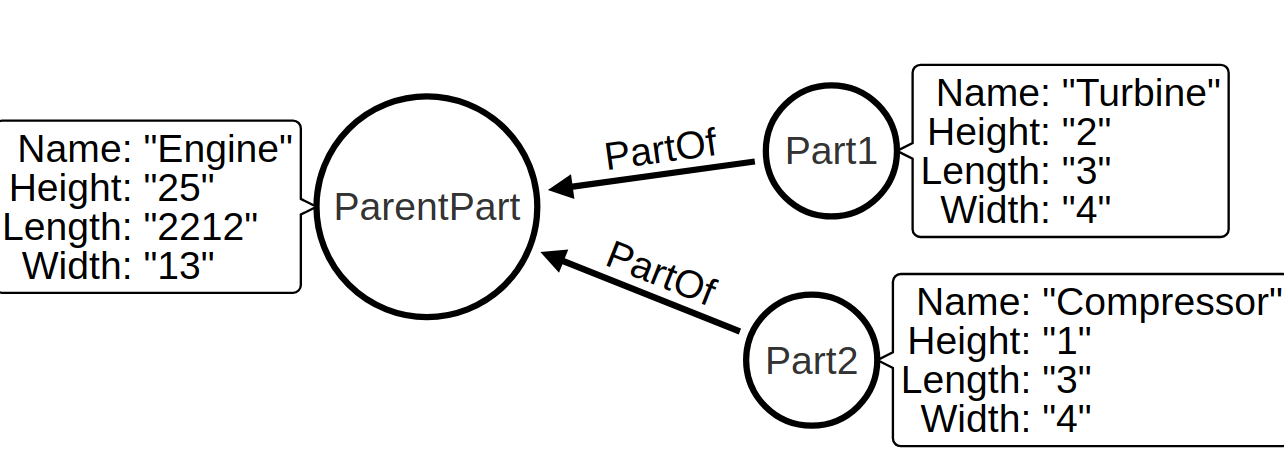 Name: "Engine"
Height: "25"
Length: "2212"
Width: "13"
ParentPart
PartOf
PartOf
Part1
Name: "Turbine"
Height: "2"
Length: "3"
Width: "4"
Part2
Name: "Compressor"
Height: "1"
Length: "3"
Width: "4"